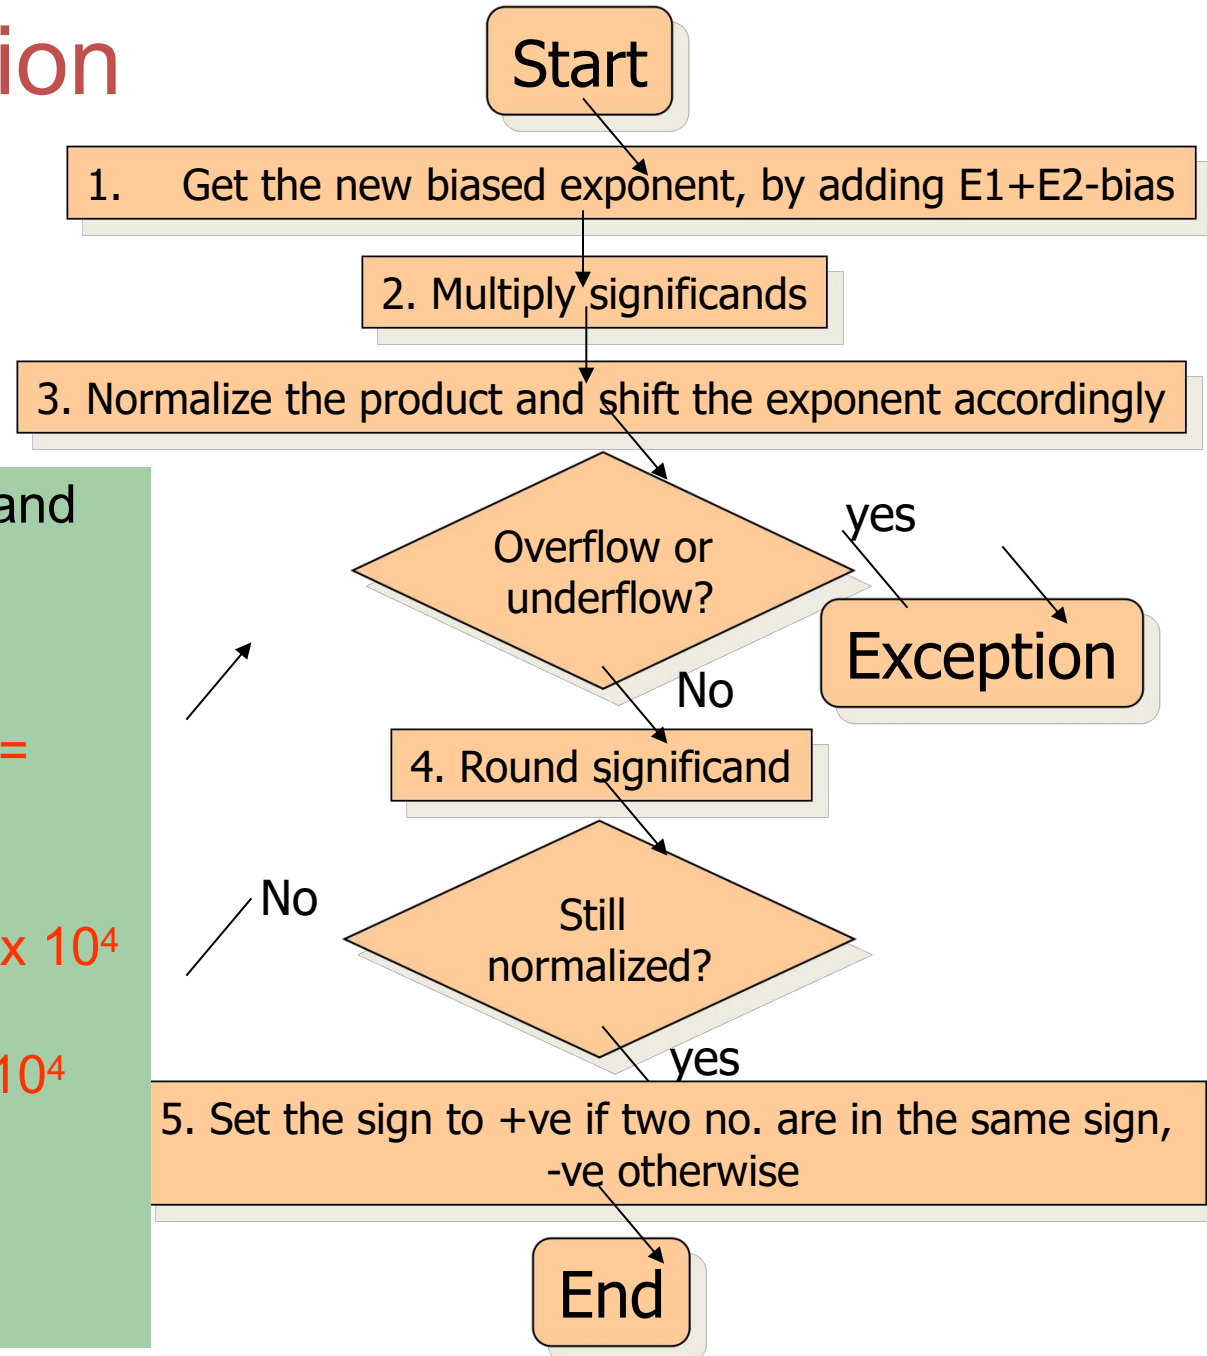 ion
Start
1. Get the new biased exponent, by adding E1+E2-bias
2. Multiply significands
3. Normalize the product and shift the exponent accordingly
and
Overflow or
underflow?
yes
Exception
No
=
4. Round significand
No
Still
normalized?
x 10⁴
yes
10⁴
5. Set the sign to +ve if two no. are in the same sign,
-ve otherwise
End